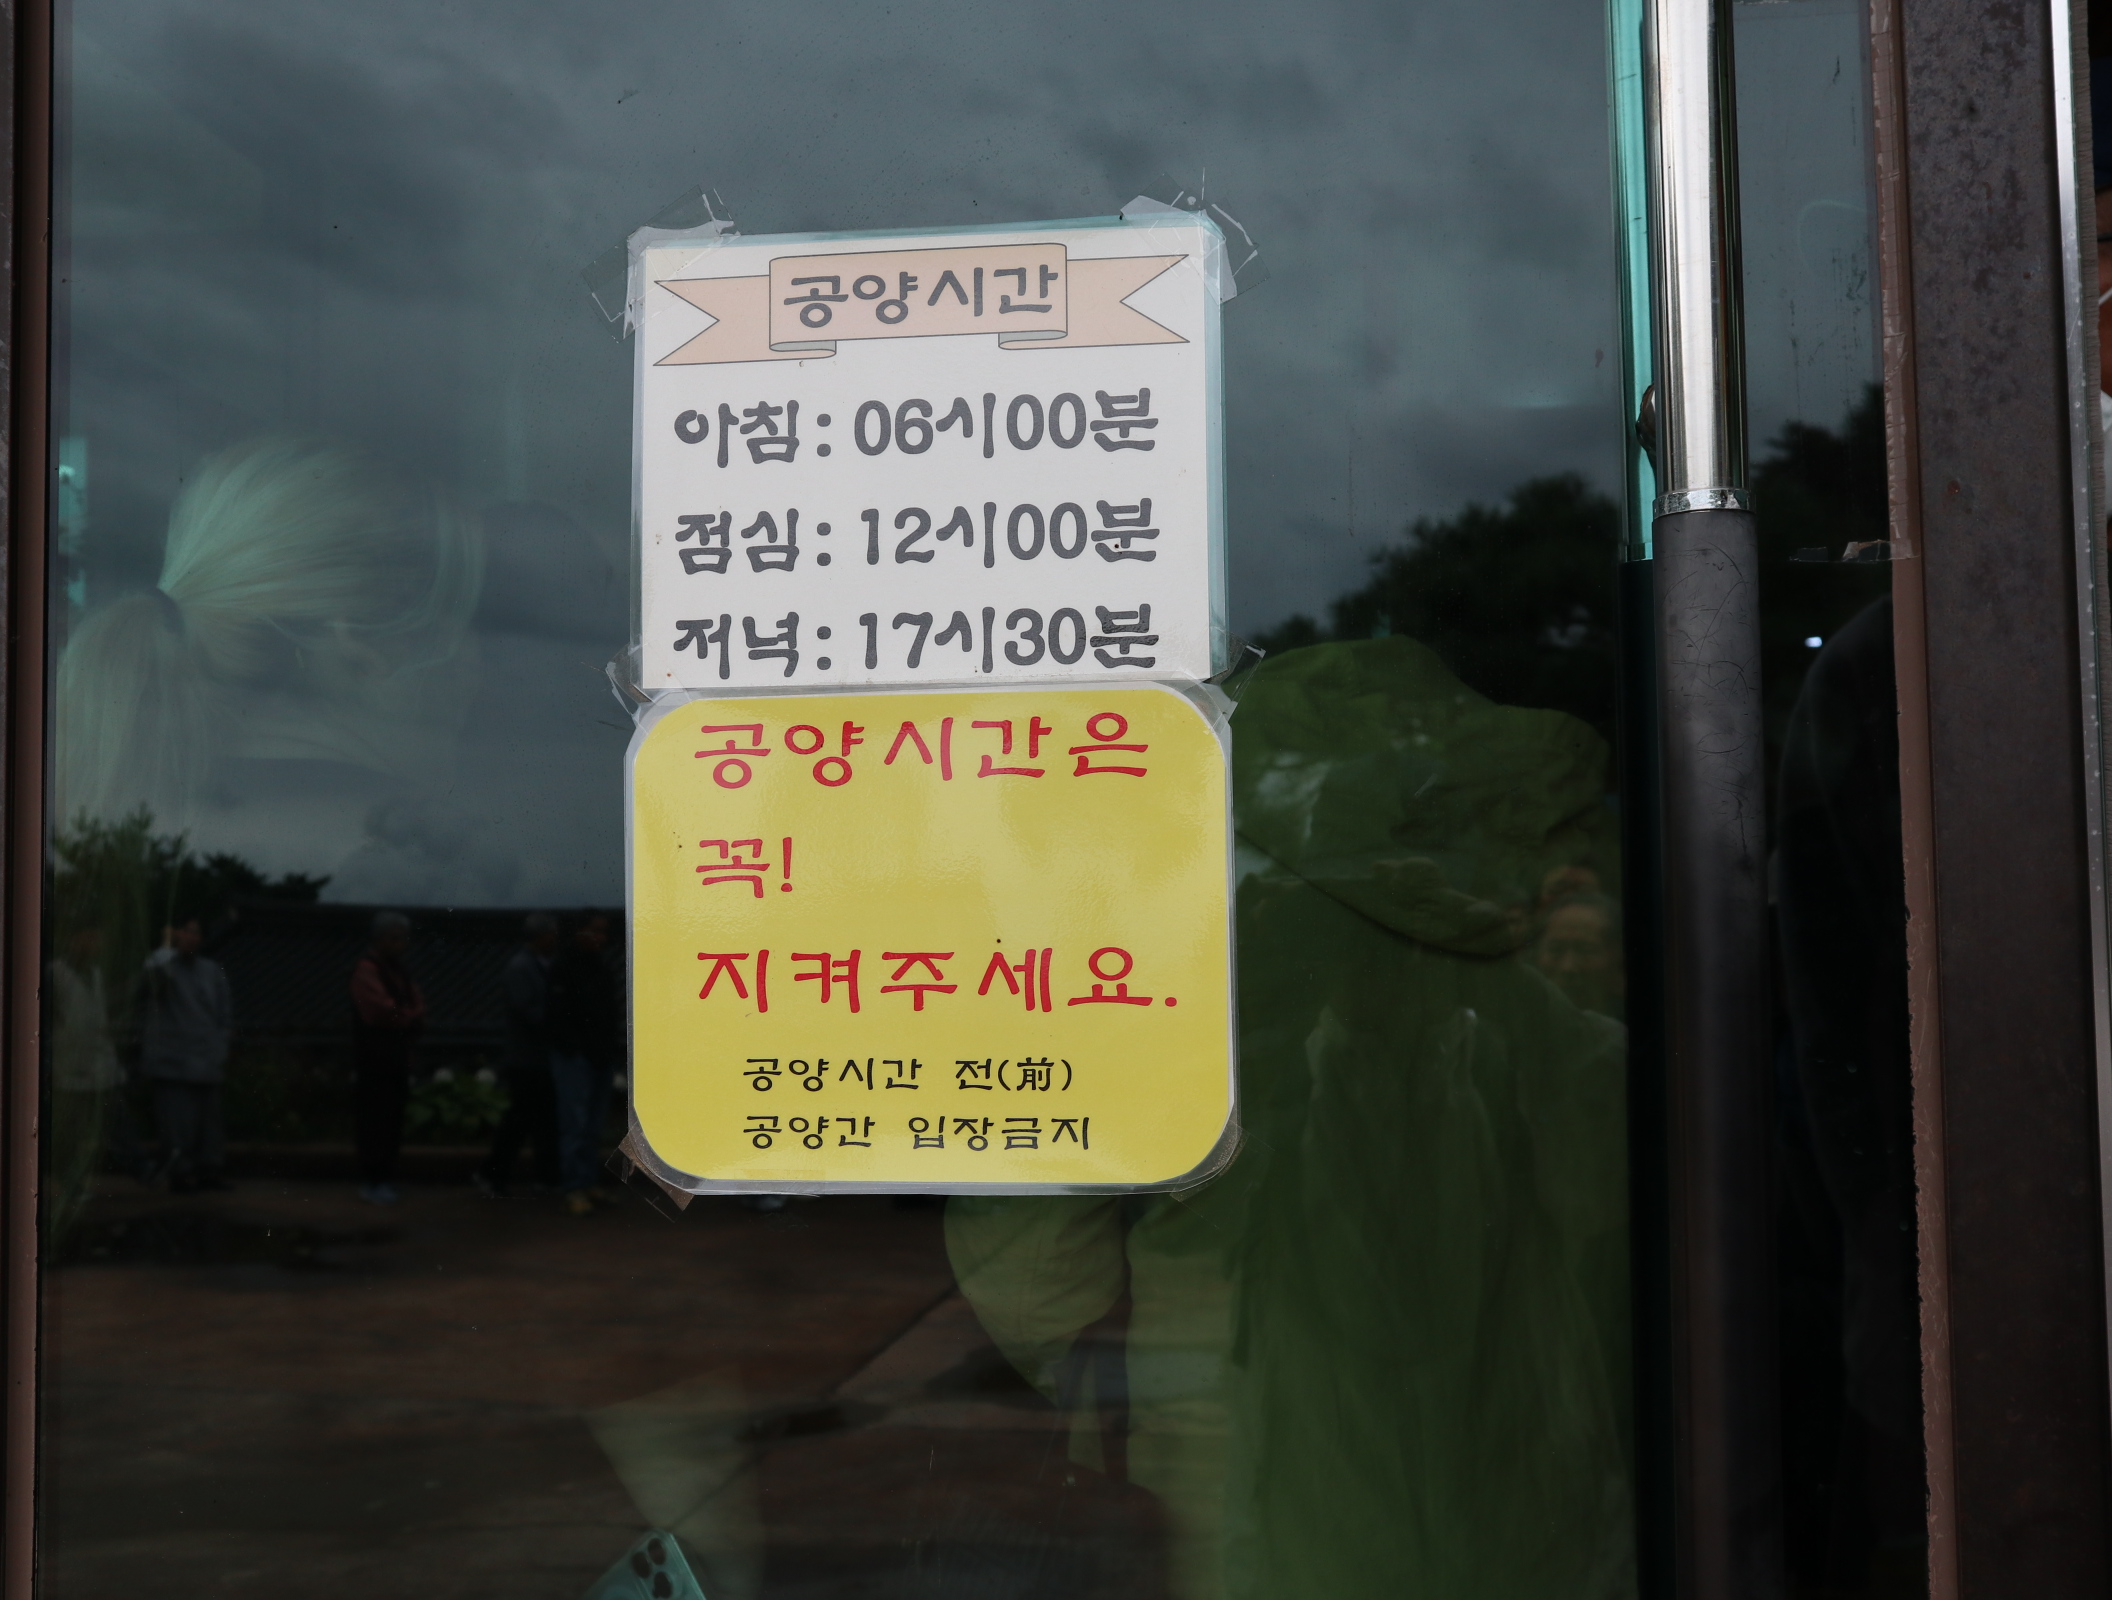 공양시간
아침: 06시00분
점심: 12시00분
저녁: 17시30분
공양시간은
꼭!
지켜주세요.
공양시간 전(前)
공양간 입장금지